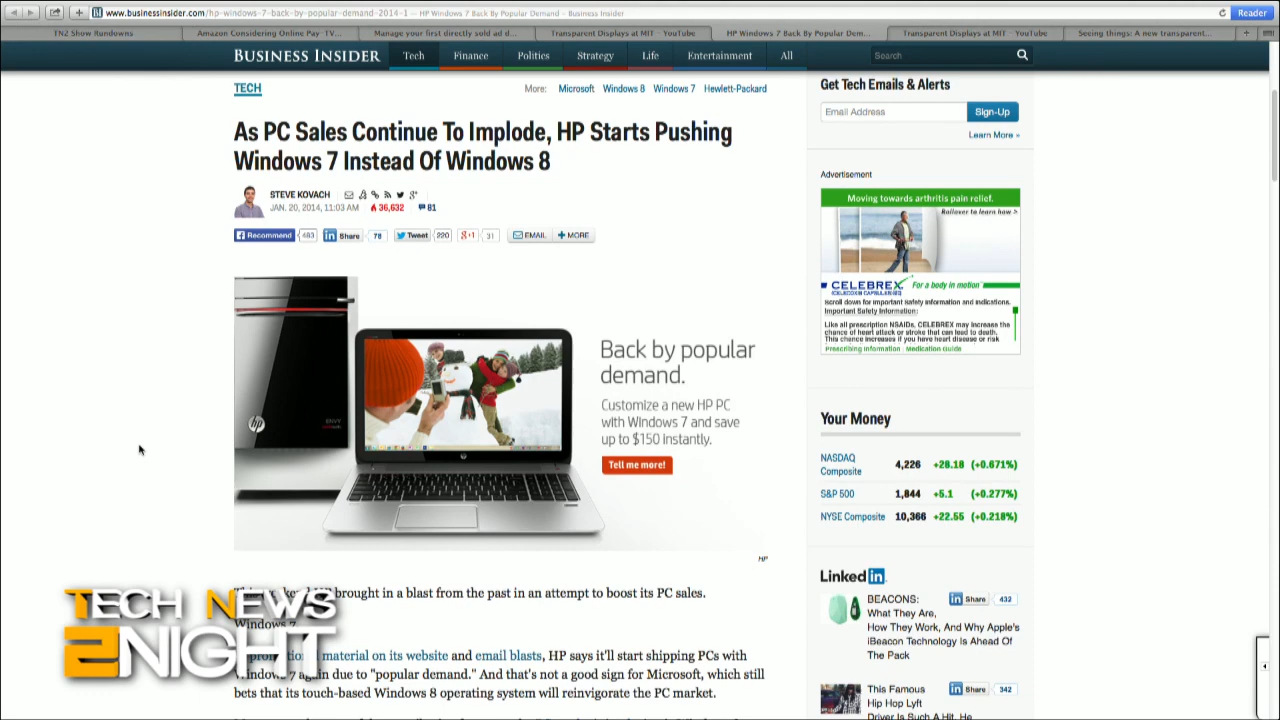 www.businessinsider.com/hp-windows-7-back-by-popular-demand-2014-1 — HP Windows 7 Back By Popular Demand – Business Insider
Reader
TN2 Show Rundowns
Amazon Considering Online Pay-TV...
Manage your first directly sold ad d...
Transparent Displays at MIT - YouTube
HP Windows 7 Back By Popular Dem...
Transparent Displays at MIT - YouTube
Seeing things: A new transparent...
BUSINESS INSIDER
Tech Finance Politics Strategy Life Entertainment All
Search
TECH
More: Microsoft Windows 8 Windows 7 Hewlett-Packard
As PC Sales Continue To Implode, HP Starts Pushing
Windows 7 Instead Of Windows 8
STEVE KOVACH
JAN. 20, 2014, 11:03 AM 36,632 81
Recommend 483 Share 78 Tweet 220 +1 31 EMAIL + MORE
hp
ENVY
Back by popular
demand.
Customize a new HP PC
with Windows 7 and save
up to $150 instantly.
Tell me more!
HP
brought in a blast from the past in an attempt to boost its PC sales.
Windows 7.
material on its website and email blasts, HP says it'll start shipping PCs with
Windows 7 again due to "popular demand." And that's not a good sign for Microsoft, which still
bets that its touch-based Windows 8 operating system will reinvigorate the PC market.
TECH NEWS
2NIGHT
Get Tech Emails & Alerts
Email Address
Sign-Up
Learn More »
Advertisement
Moving towards arthritis pain relief.
Rollover to learn how >
CELEBREX
(CELECOXIB CAPSULES)
For a body in motion
Scroll down for Important Safety Information and Indications.
Important Safety Information:
Like all prescription NSAIDs, CELEBREX may increase the
chance of heart attack or stroke that can lead to death.
This chance increases if you have heart disease or risk
Prescribing Information Medication Guide
Your Money
NASDAQ
Composite 4,226 +28.18 (+0.671%)
S&P 500 1,844 +5.1 (+0.277%)
NYSE Composite 10,366 +22.55 (+0.218%)
Linked in
BEACONS:
What They Are,
How They Work, And Why Apple's
iBeacon Technology Is Ahead Of
The Pack
in Share 432
This Famous
Hip Hop Lyft
Driver Is Such A Hit, He
in Share 342